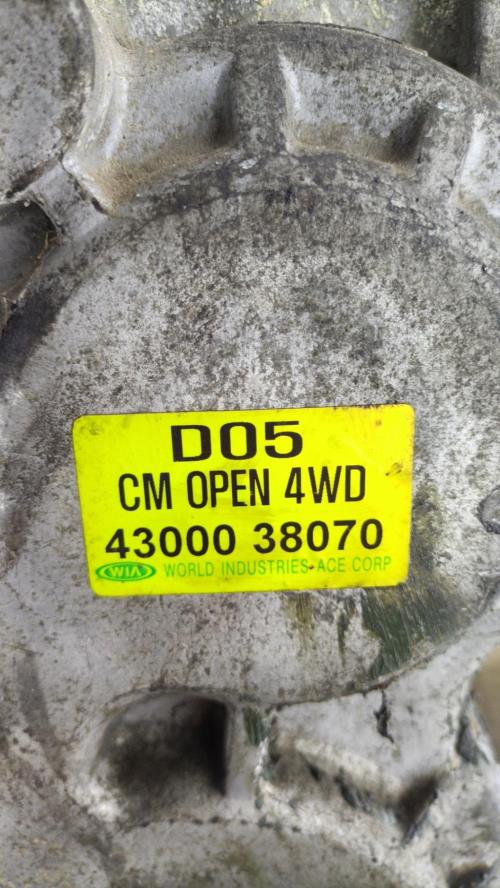 D05
CM OPEN 4WD
43000 38070
WIA WORLD INDUSTRIES-ACE CORP